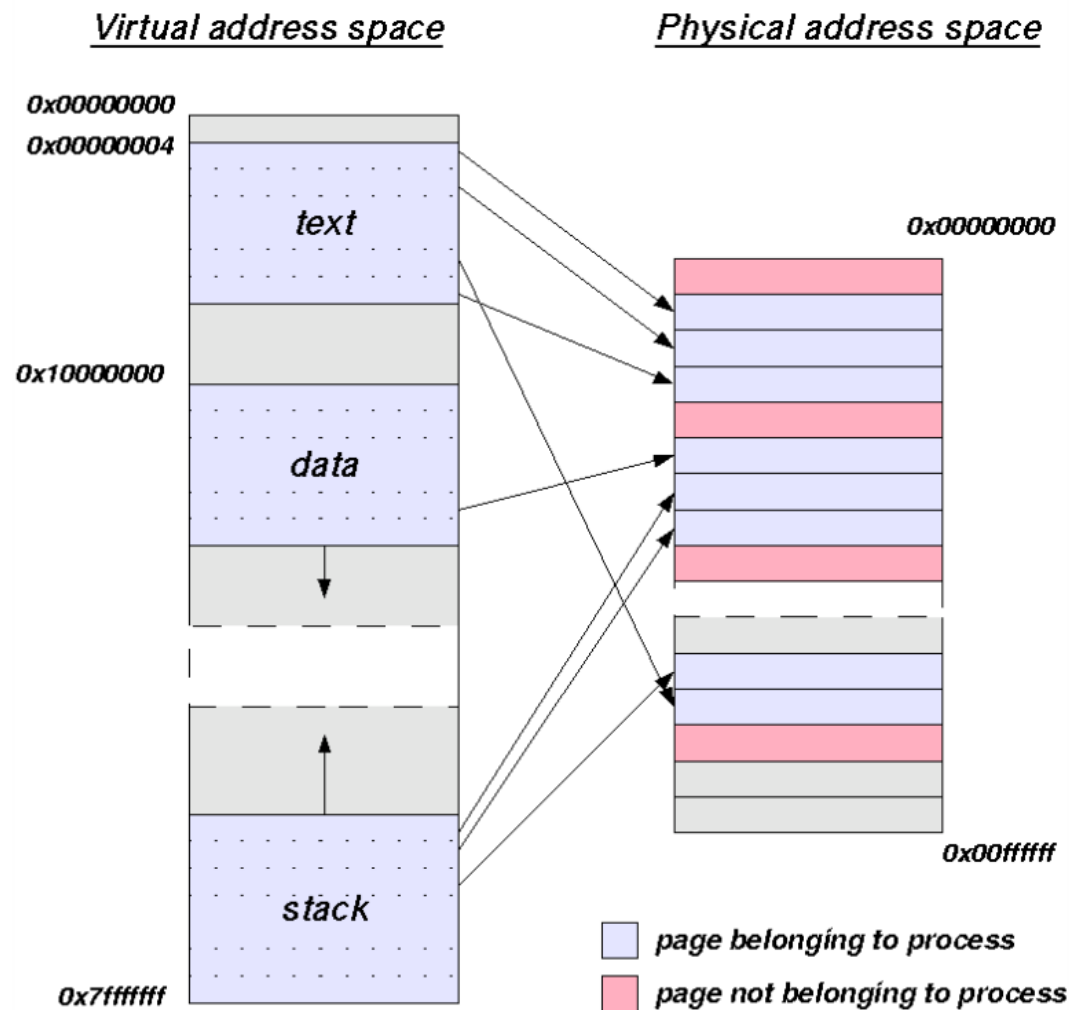 Virtual address space
Physical address space
0x00000000
0x00000004
text
0x00000000
0x10000000
data
0x00ffffff
stack
page belonging to process
0x7fffffff
page not belonging to process